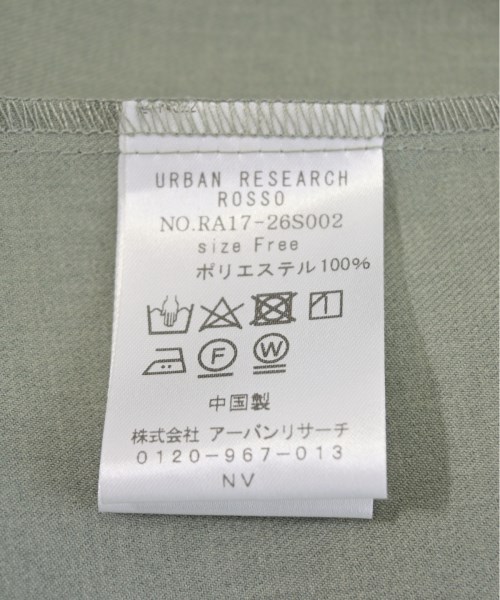 URBAN RESEARCH
ROSSO
NO.RA17-26S002
size Free
ポリエステル100%
F W
中国製
株式会社 アーバンリサーチ
0120-967-013
NV